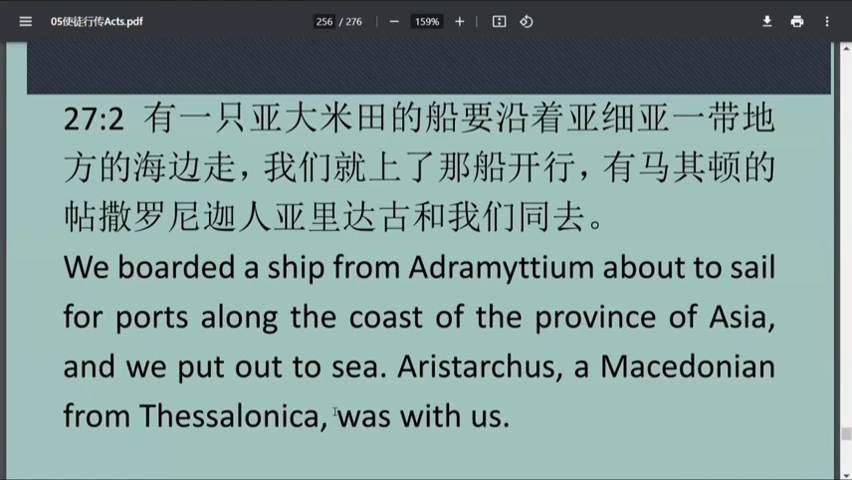 05使徒行传Acts.pdf
256 / 276
159%
27:2 有一只亚大米田的船要沿着亚细亚一带地
方的海边走，我们就上了那船开行，有马其顿的
帖撒罗尼迦人亚里达古和我们同去。
We boarded a ship from Adramyttium about to sail
for ports along the coast of the province of Asia,
and we put out to sea. Aristarchus, a Macedonian
from Thessalonica, was with us.